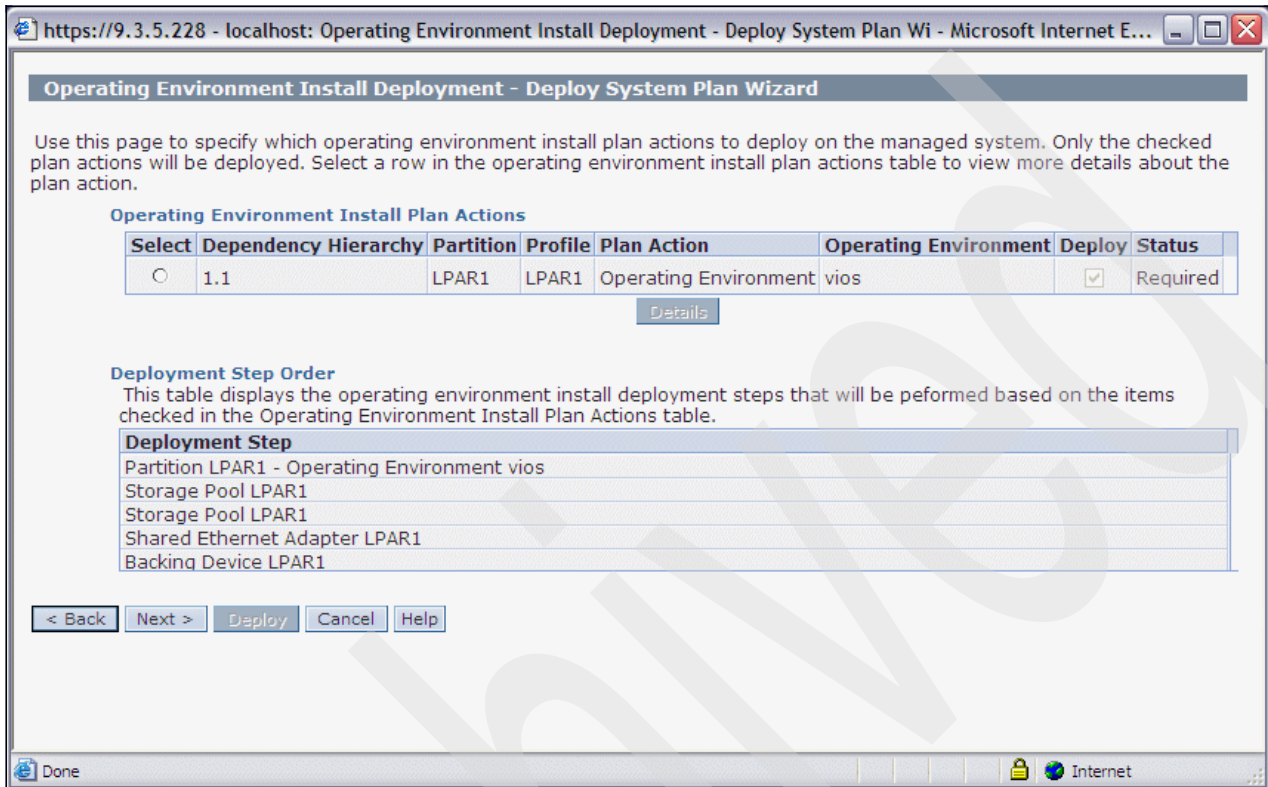 https://9.3.5.228 - localhost: Operating Environment Install Deployment - Deploy System Plan Wi - Microsoft Internet E...
Operating Environment Install Deployment - Deploy System Plan Wizard
Use this page to specify which operating environment install plan actions to deploy on the managed system. Only the checked
plan actions will be deployed. Select a row in the operating environment install plan actions table to view more details about the
plan action.
Operating Environment Install Plan Actions
Select Dependency Hierarchy Partition Profile Plan Action Operating Environment Deploy Status
1.1 LPAR1 LPAR1 Operating Environment vios Required
Details
Deployment Step Order
This table displays the operating environment install deployment steps that will be peformed based on the items
checked in the Operating Environment Install Plan Actions table.
Deployment Step
Partition LPAR1 - Operating Environment vios
Storage Pool LPAR1
Storage Pool LPAR1
Shared Ethernet Adapter LPAR1
Backing Device LPAR1
< Back Next > Deploy Cancel Help
Done Internet